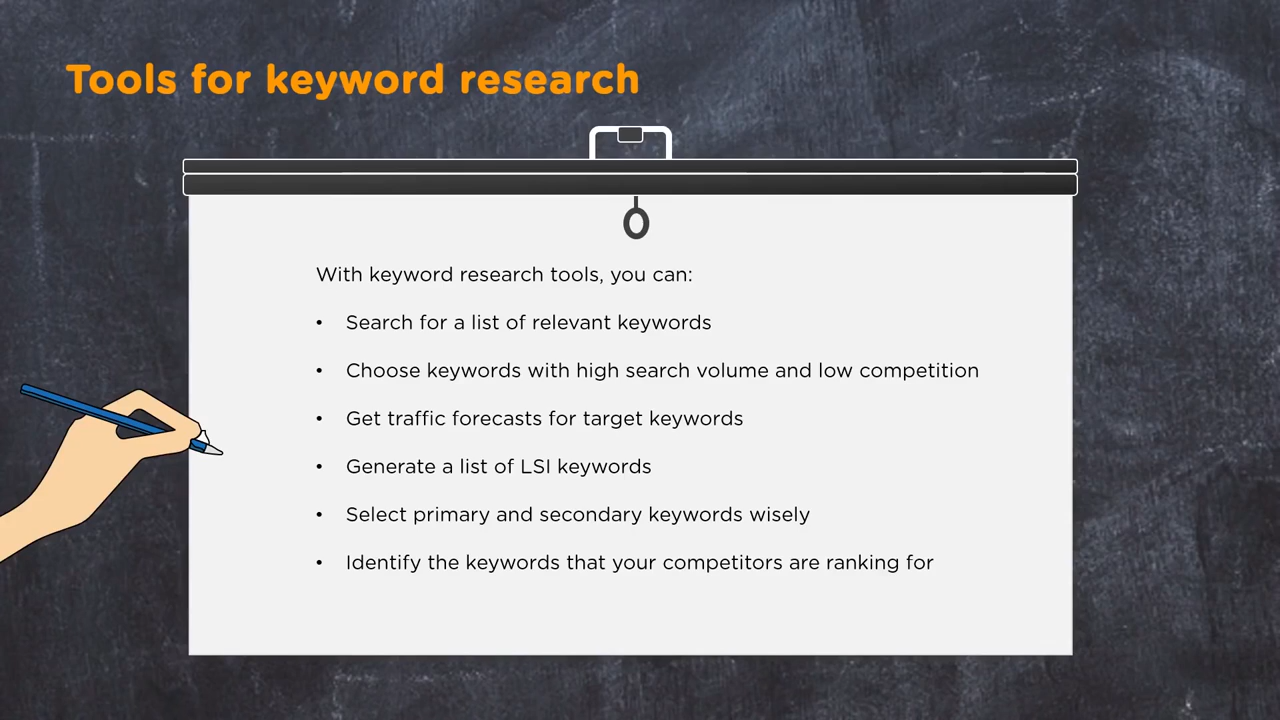 Tools for keyword research
With keyword research tools, you can:
• Search for a list of relevant keywords
• Choose keywords with high search volume and low competition
• Get traffic forecasts for target keywords
• Generate a list of LSI keywords
• Select primary and secondary keywords wisely
• Identify the keywords that your competitors are ranking for